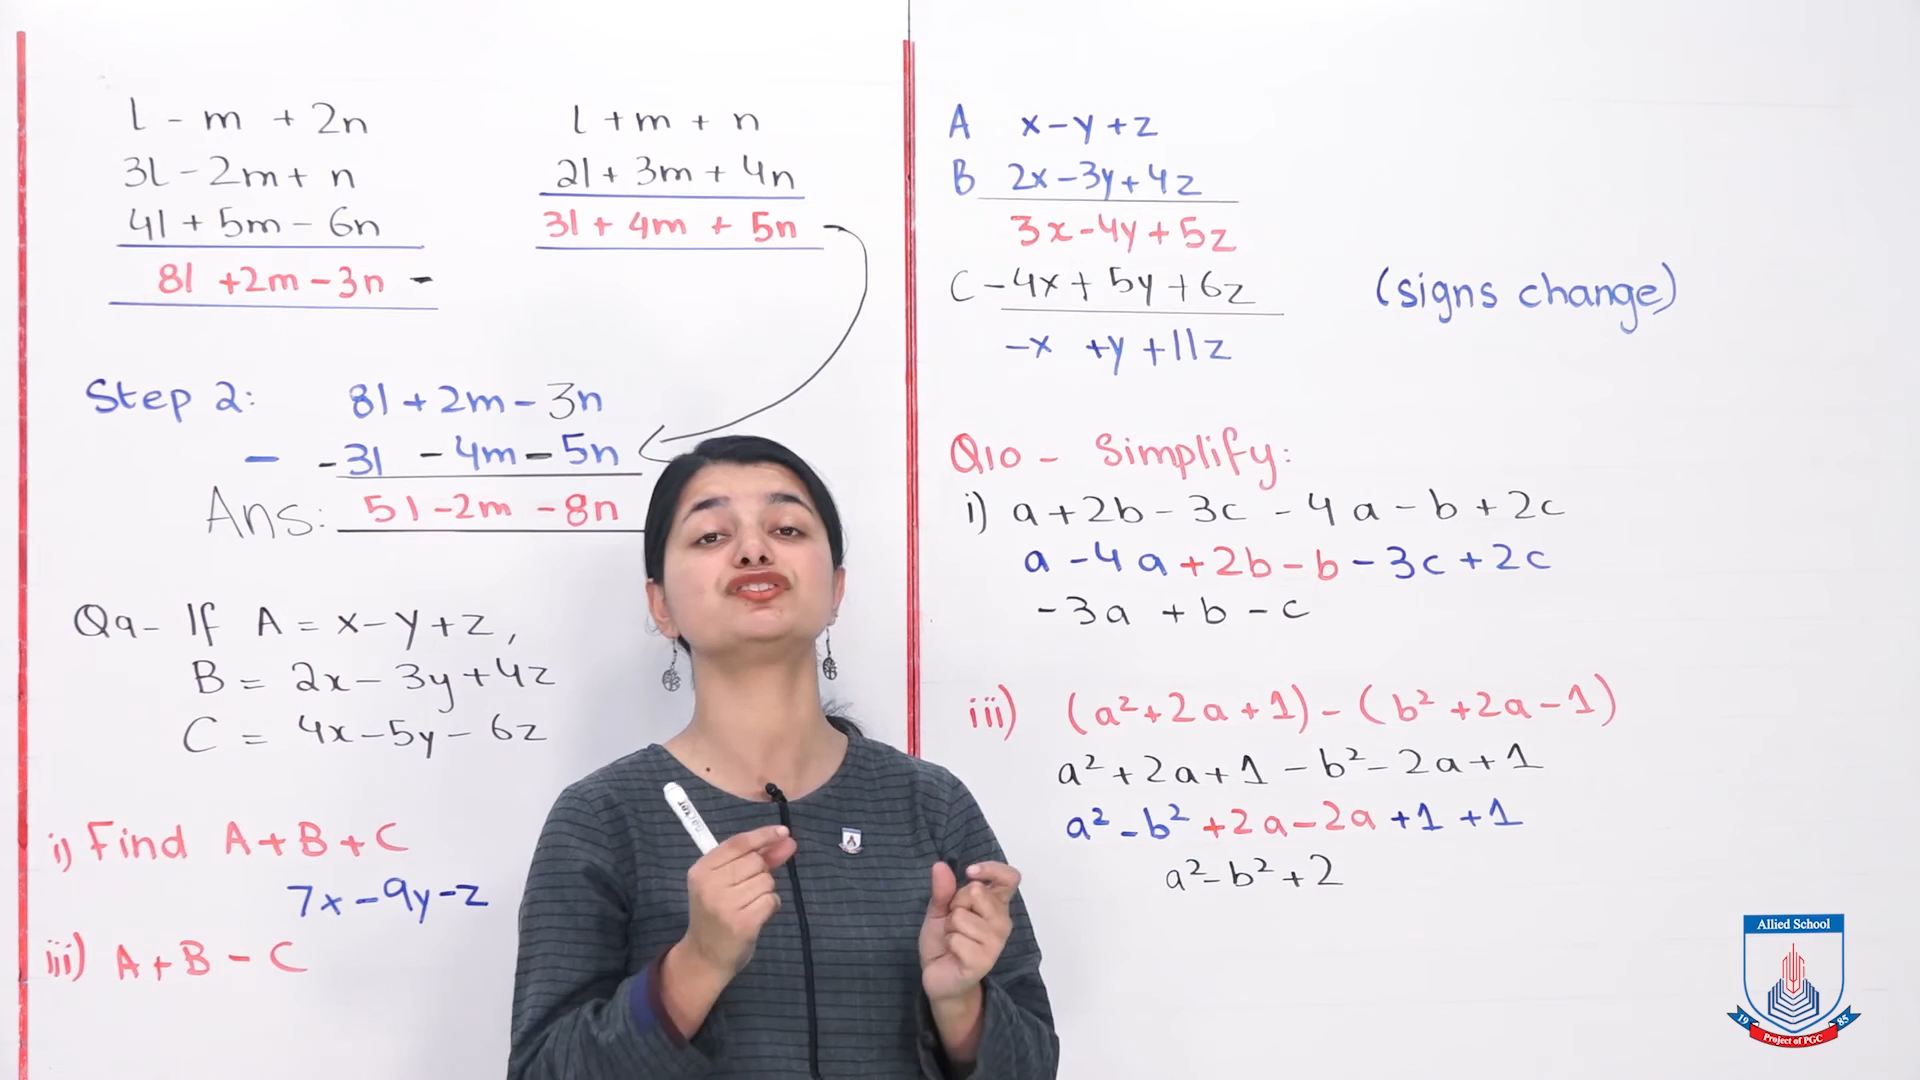 l - m + 2n
3l - 2m + n
4l + 5m - 6n
8l + 2m - 3n -
l + m + n
2l + 3m + 4n
3l + 4m + 5n
Step 2: 8l + 2m - 3n
- - 3l - 4m - 5n
Ans: 5l - 2m - 8n
Q9- If A = x - y + z,
B = 2x - 3y + 4z
C = 4x - 5y - 6z
i) Find A + B + C
7x - 9y - z
iii) A + B - C
A x - y + z
B 2x - 3y + 4z
3x - 4y + 5z
C - 4x + 5y + 6z (signs change)
-x + y + 11z
Q10 - Simplify:
i) a + 2b - 3c - 4a - b + 2c
a - 4a + 2b - b - 3c + 2c
-3a + b - c
iii) (a² + 2a + 1) - (b² + 2a - 1)
a² + 2a + 1 - b² - 2a + 1
a² - b² + 2a - 2a + 1 + 1
a² - b² + 2
Allied School
19 85
Project of PGC